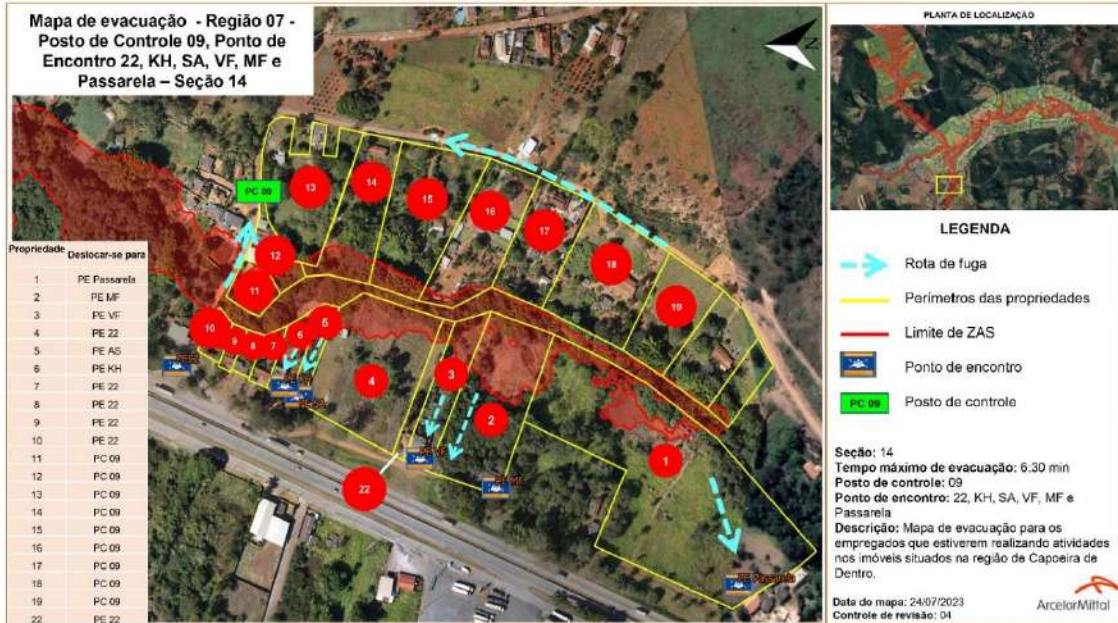 Mapa de evacuação - Região 07 -
Posto de Controle 09, Ponto de
Encontro 22, KH, SA, VF, MF e
Passarela – Seção 14
N
PC 09
13
14
15
16
17
18
19
12
11
10
9
8
7
6
5
4
3
2
1
22
PE VF
PE MF
PE Passarela
Propriedade Deslocar-se para
1 PE Passarela
2 PE MF
3 PE VF
4 PE 22
5 PE AS
6 PE KH
7 PE 22
8 PE 22
9 PE 22
10 PE 22
11 PC 09
12 PC 09
13 PC 09
14 PC 09
15 PC 09
16 PC 09
17 PC 09
18 PC 09
19 PC 09
22 PE 22
PLANTA DE LOCALIZAÇÃO
LEGENDA
Rota de fuga
Perímetros das propriedades
Limite de ZAS
Ponto de encontro
PC 09 Posto de controle
Seção: 14
Tempo máximo de evacuação: 6:30 min
Posto de controle: 09
Ponto de encontro: 22, KH, SA, VF, MF e
Passarela
Descrição: Mapa de evacuação para os
empregados que estiverem realizando atividades
nos imóveis situados na região de Capoeira de
Dentro.
Data do mapa: 24/07/2023
Controle de revisão: 04
ArcelorMittal